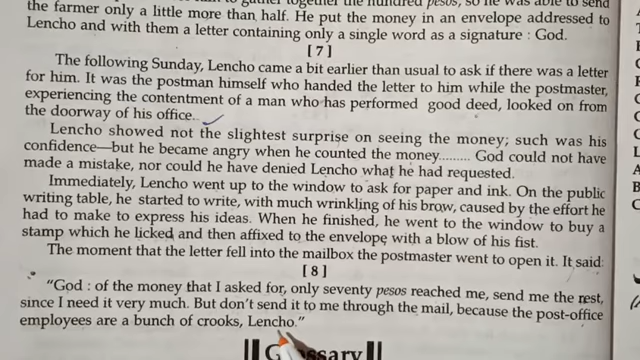 to gather together the hundred pesos, so he was able to send
the farmer only a little more than half. He put the money in an envelope addressed to
Lencho and with them a letter containing only a single word as a signature : God.
[7]
The following Sunday, Lencho came a bit earlier than usual to ask if there was a letter
for him. It was the postman himself who handed the letter to him while the postmaster,
experiencing the contentment of a man who has performed good deed, looked on from
the doorway of his office.
Lencho showed not the slightest surprise on seeing the money; such was his
confidence—but he became angry when he counted the money......... God could not have
made a mistake, nor could he have denied Lencho what he had requested.
Immediately, Lencho went up to the window to ask for paper and ink. On the public
writing table, he started to write, with much wrinkling of his brow, caused by the effort he
had to make to express his ideas. When he finished, he went to the window to buy a
stamp which he licked and then affixed to the envelope with a blow of his fist.
The moment that the letter fell into the mailbox the postmaster went to open it. It said:
[8]
"God : of the money that I asked for, only seventy pesos reached me, send me the rest,
since I need it very much. But don't send it to me through the mail, because the post-office
employees are a bunch of crooks, Lencho."